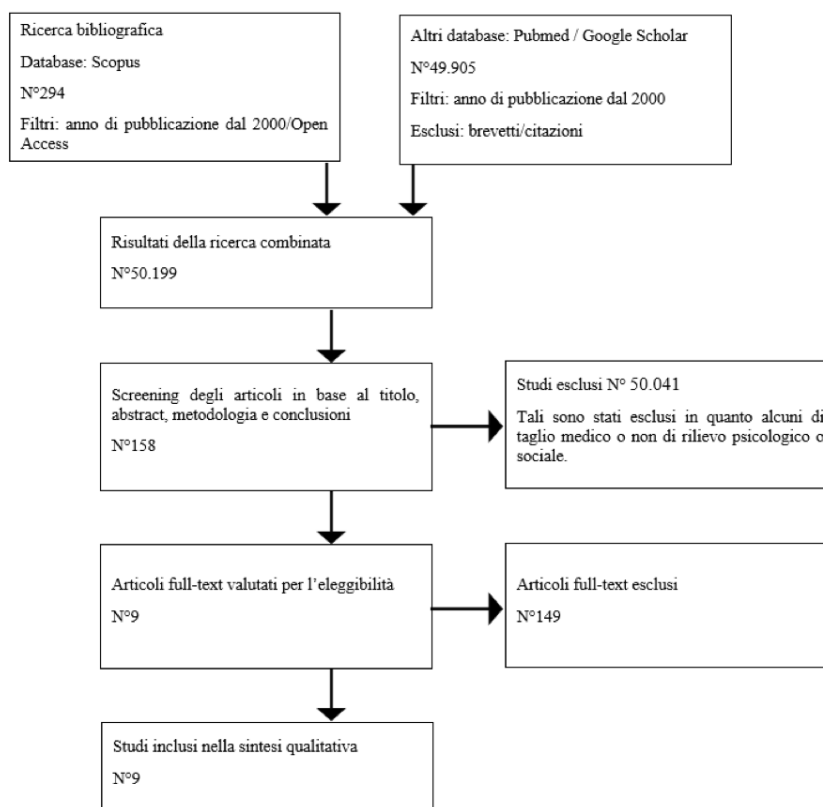 Ricerca bibliografica
Database: Scopus
N°294
Filtri: anno di pubblicazione dal 2000/Open
Access
Altri database: Pubmed / Google Scholar
N°49.905
Filtri: anno di pubblicazione dal 2000
Esclusi: brevetti/citazioni
Risultati della ricerca combinata
N°50.199
Screening degli articoli in base al titolo,
abstract, metodologia e conclusioni
N°158
Studi esclusi N° 50.041
Tali sono stati esclusi in quanto alcuni di
taglio medico o non di rilievo psicologico o
sociale.
Articoli full-text valutati per l’eleggibilità
N°9
Articoli full-text esclusi
N°149
Studi inclusi nella sintesi qualitativa
N°9